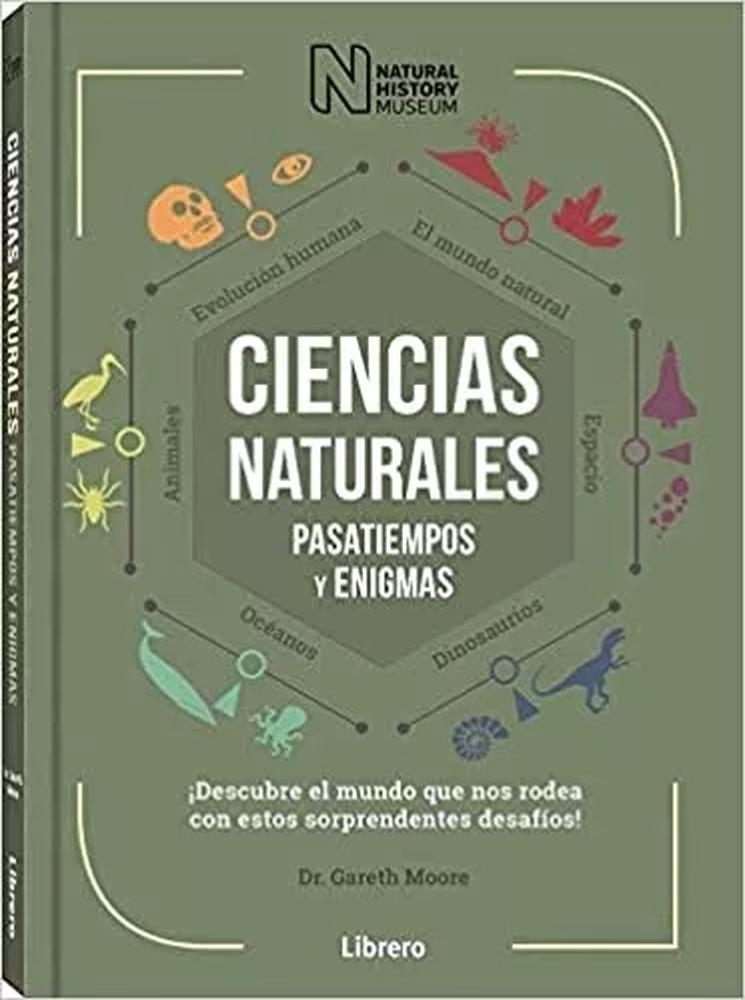 NATURAL
HISTORY
MUSEUM
Evolución humana
El mundo natural
Animales
Espacio
CIENCIAS
NATURALES
PASATIEMPOS
Y ENIGMAS
Océanos
Dinosaurios
¡Descubre el mundo que nos rodea
con estos sorprendentes desafíos!
Dr. Gareth Moore
Librero
CIENCIAS NATURALES PASATIEMPOS Y ENIGMAS
Librero